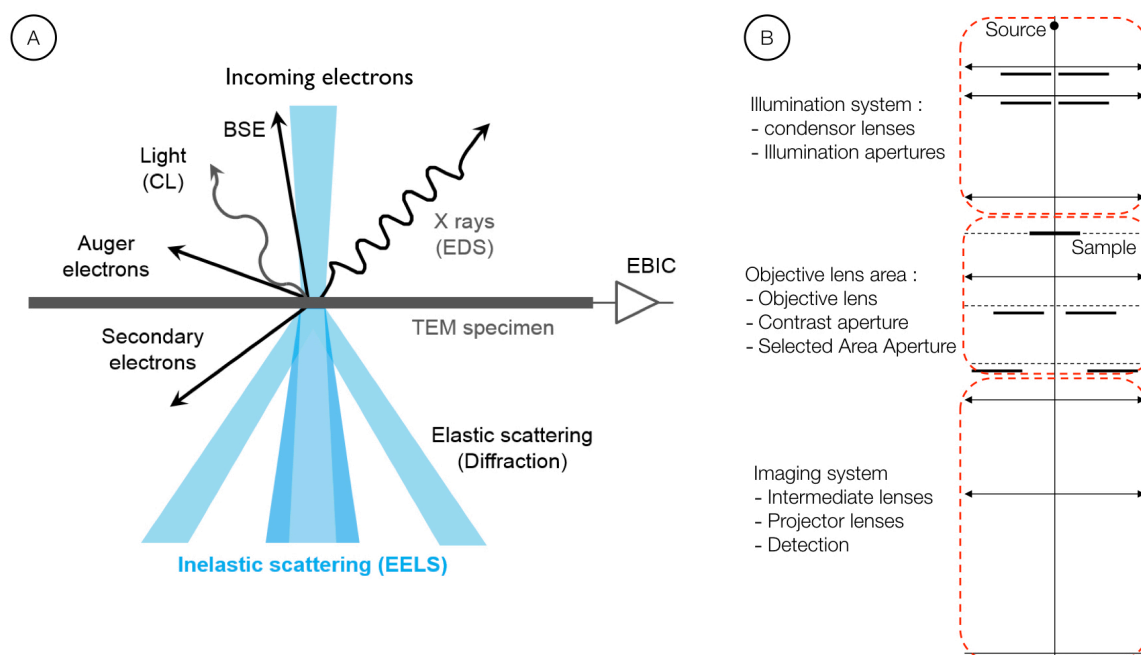 A
Incoming electrons
BSE
Light
(CL)
X rays
(EDS)
Auger
electrons
EBIC
TEM specimen
Secondary
electrons
Elastic scattering
(Diffraction)
Inelastic scattering (EELS)
B
Source
Illumination system :
- condensor lenses
- Illumination apertures
Sample
Objective lens area :
- Objective lens
- Contrast aperture
- Selected Area Aperture
Imaging system
- Intermediate lenses
- Projector lenses
- Detection